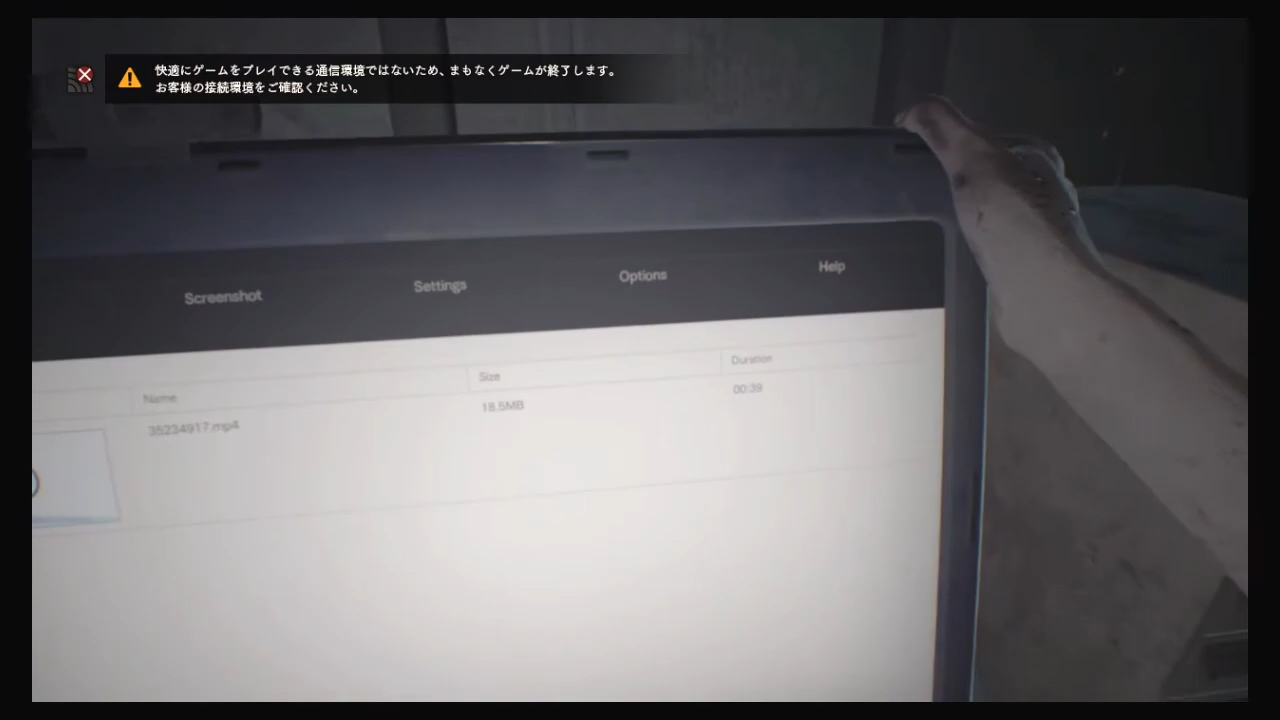 快適にゲームをプレイできる通信環境ではないため、まもなくゲームが終了します。
お客様の接続環境をご確認ください。
Screenshot Settings Options Help
Name Size Duration
35234917.mp4 18.5MB 00:39